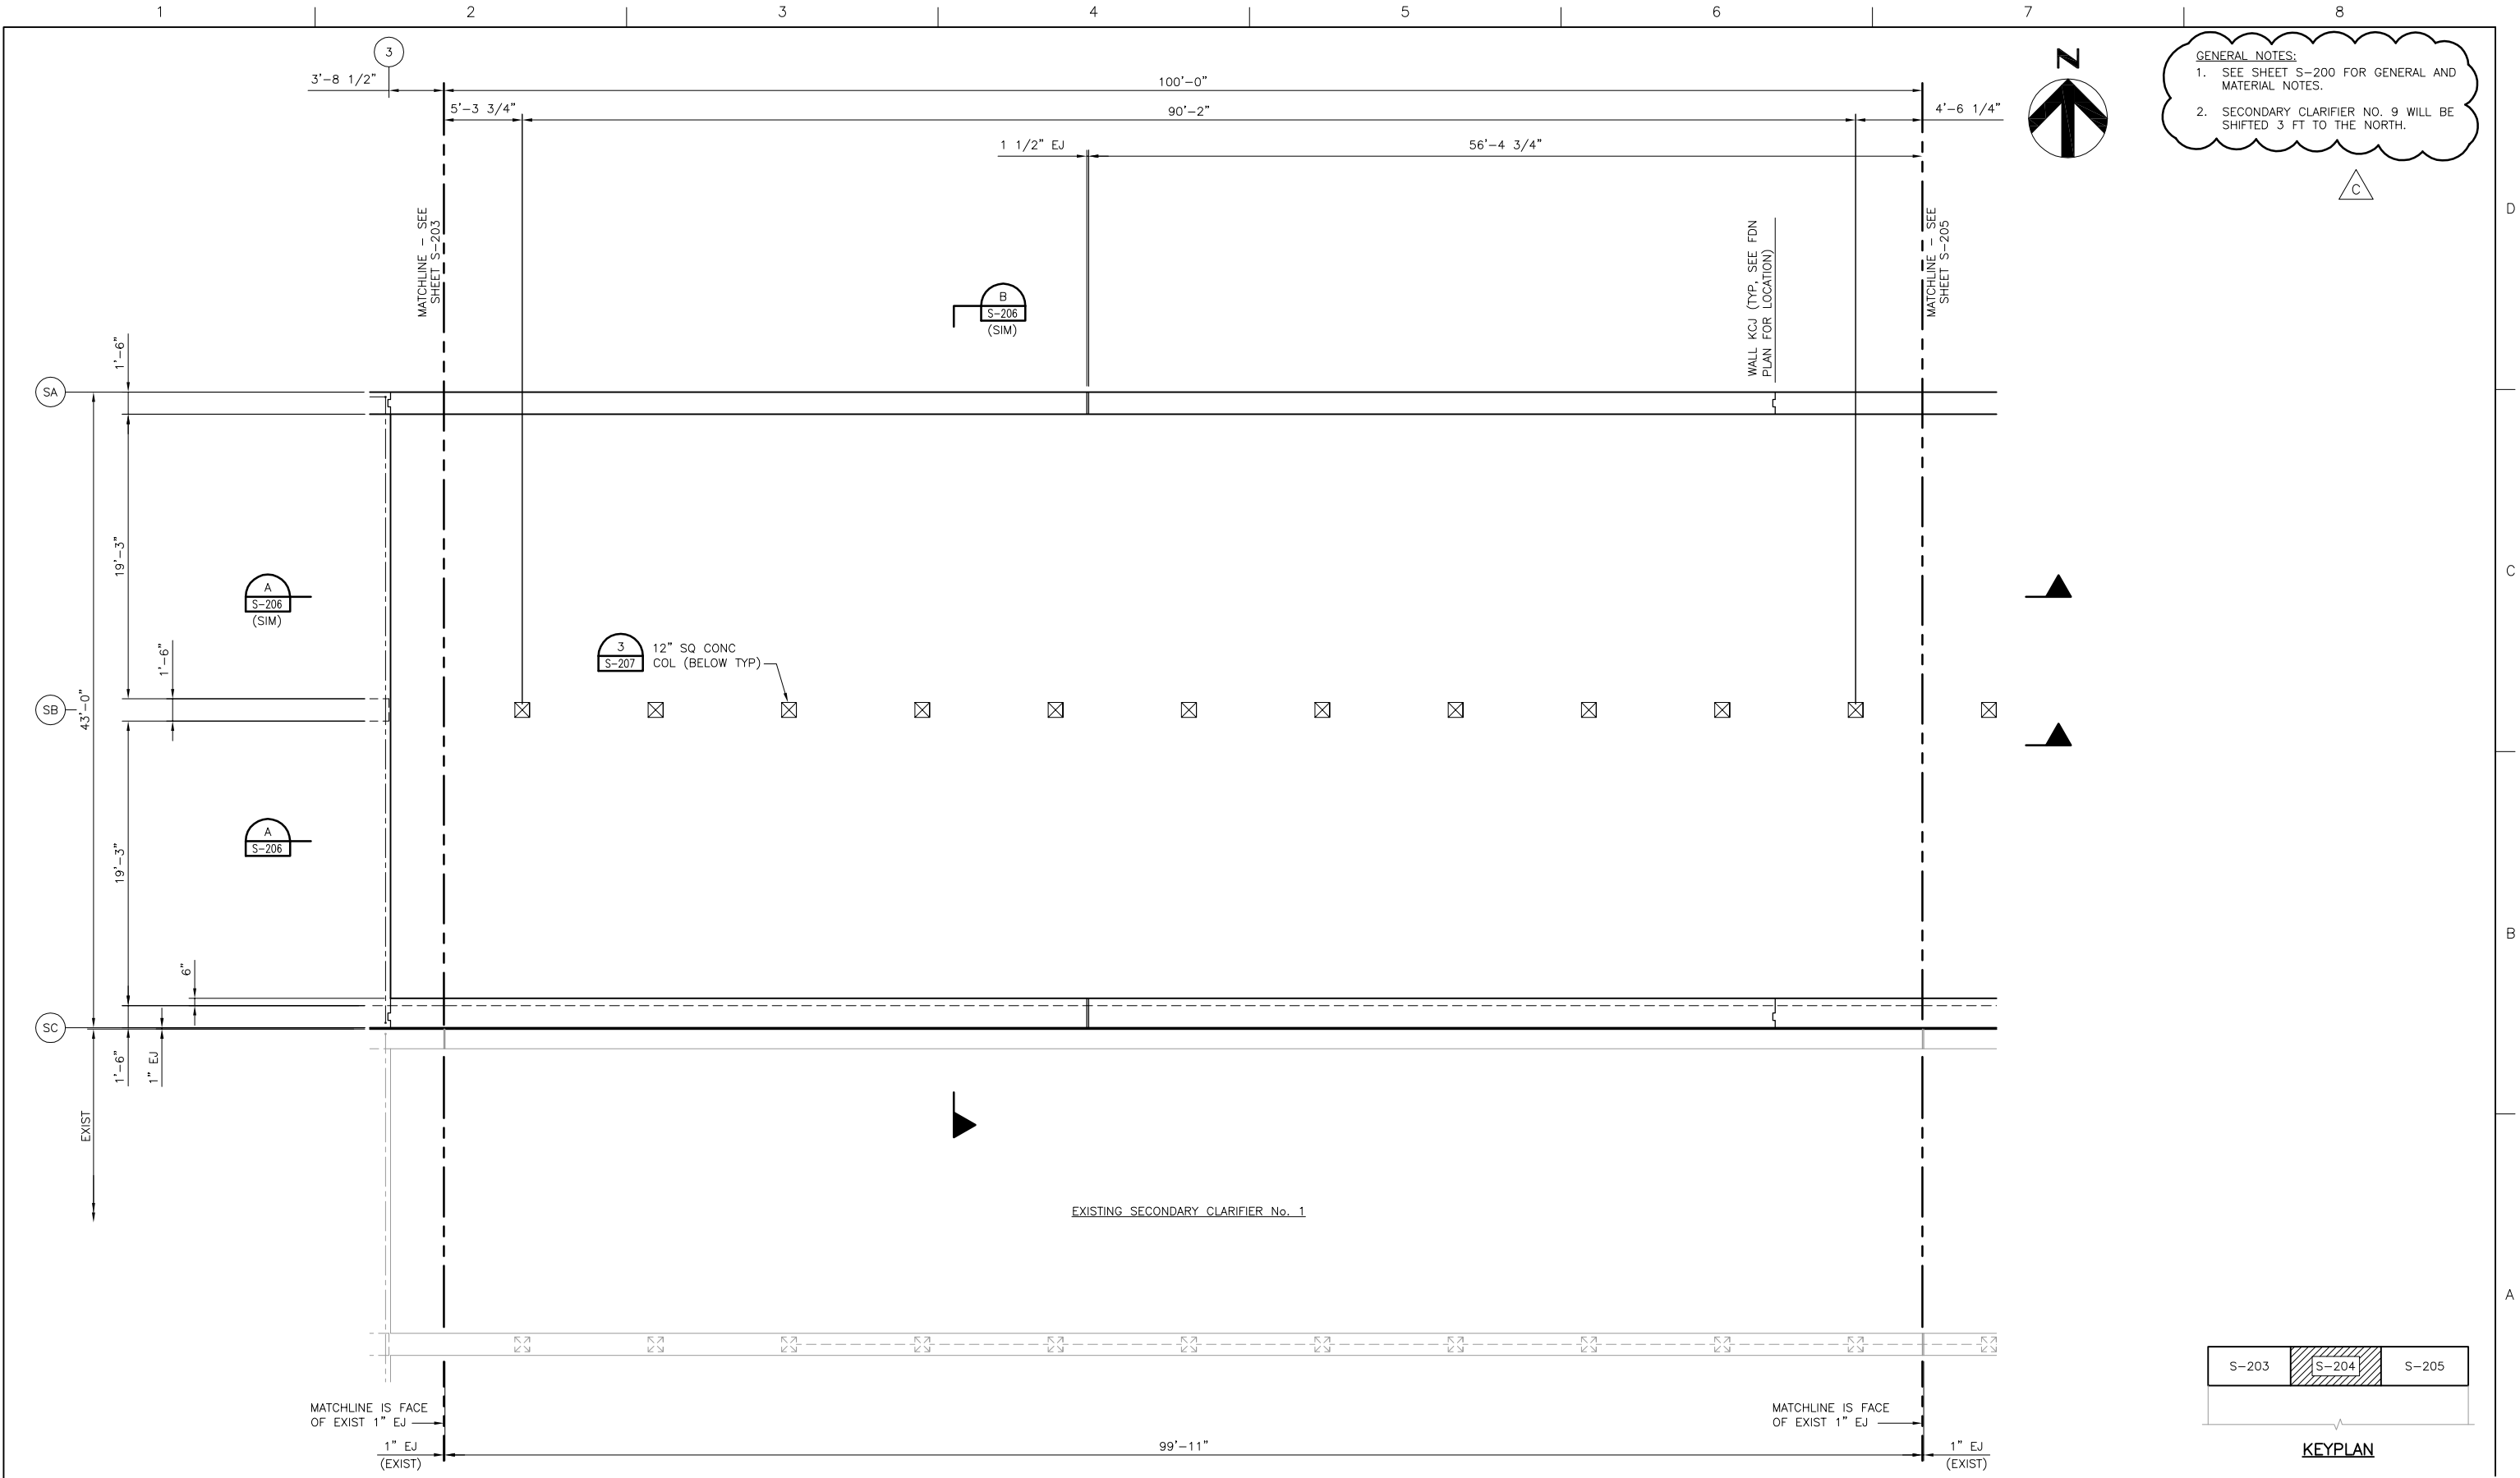 1 2 3 4 5 6 7 8
3
3'-8 1/2"
100'-0"
5'-3 3/4"
90'-2"
4'-6 1/4"
1 1/2" EJ
56'-4 3/4"
N
GENERAL NOTES:
1. SEE SHEET S-200 FOR GENERAL AND
MATERIAL NOTES.
2. SECONDARY CLARIFIER NO. 9 WILL BE
SHIFTED 3 FT TO THE NORTH.
C
D
MATCHLINE - SEE
SHEET S-203
B
S-206
(SIM)
WALL KCJ (TYP, SEE FDN
PLAN FOR LOCATION)
MATCHLINE - SEE
SHEET S-205
1'-6"
SA
19'-3"
A
S-206
(SIM)
C
1'-6"
3
S-207
12" SQ CONC
COL (BELOW TYP)
SB
43'-0"
19'-3"
A
S-206
B
6"
SC
1'-6"
1" EJ
EXIST
EXISTING SECONDARY CLARIFIER No. 1
A
S-203
S-204
S-205
KEYPLAN
MATCHLINE IS FACE
OF EXIST 1" EJ
MATCHLINE IS FACE
OF EXIST 1" EJ
1" EJ
(EXIST)
99'-11"
1" EJ
(EXIST)